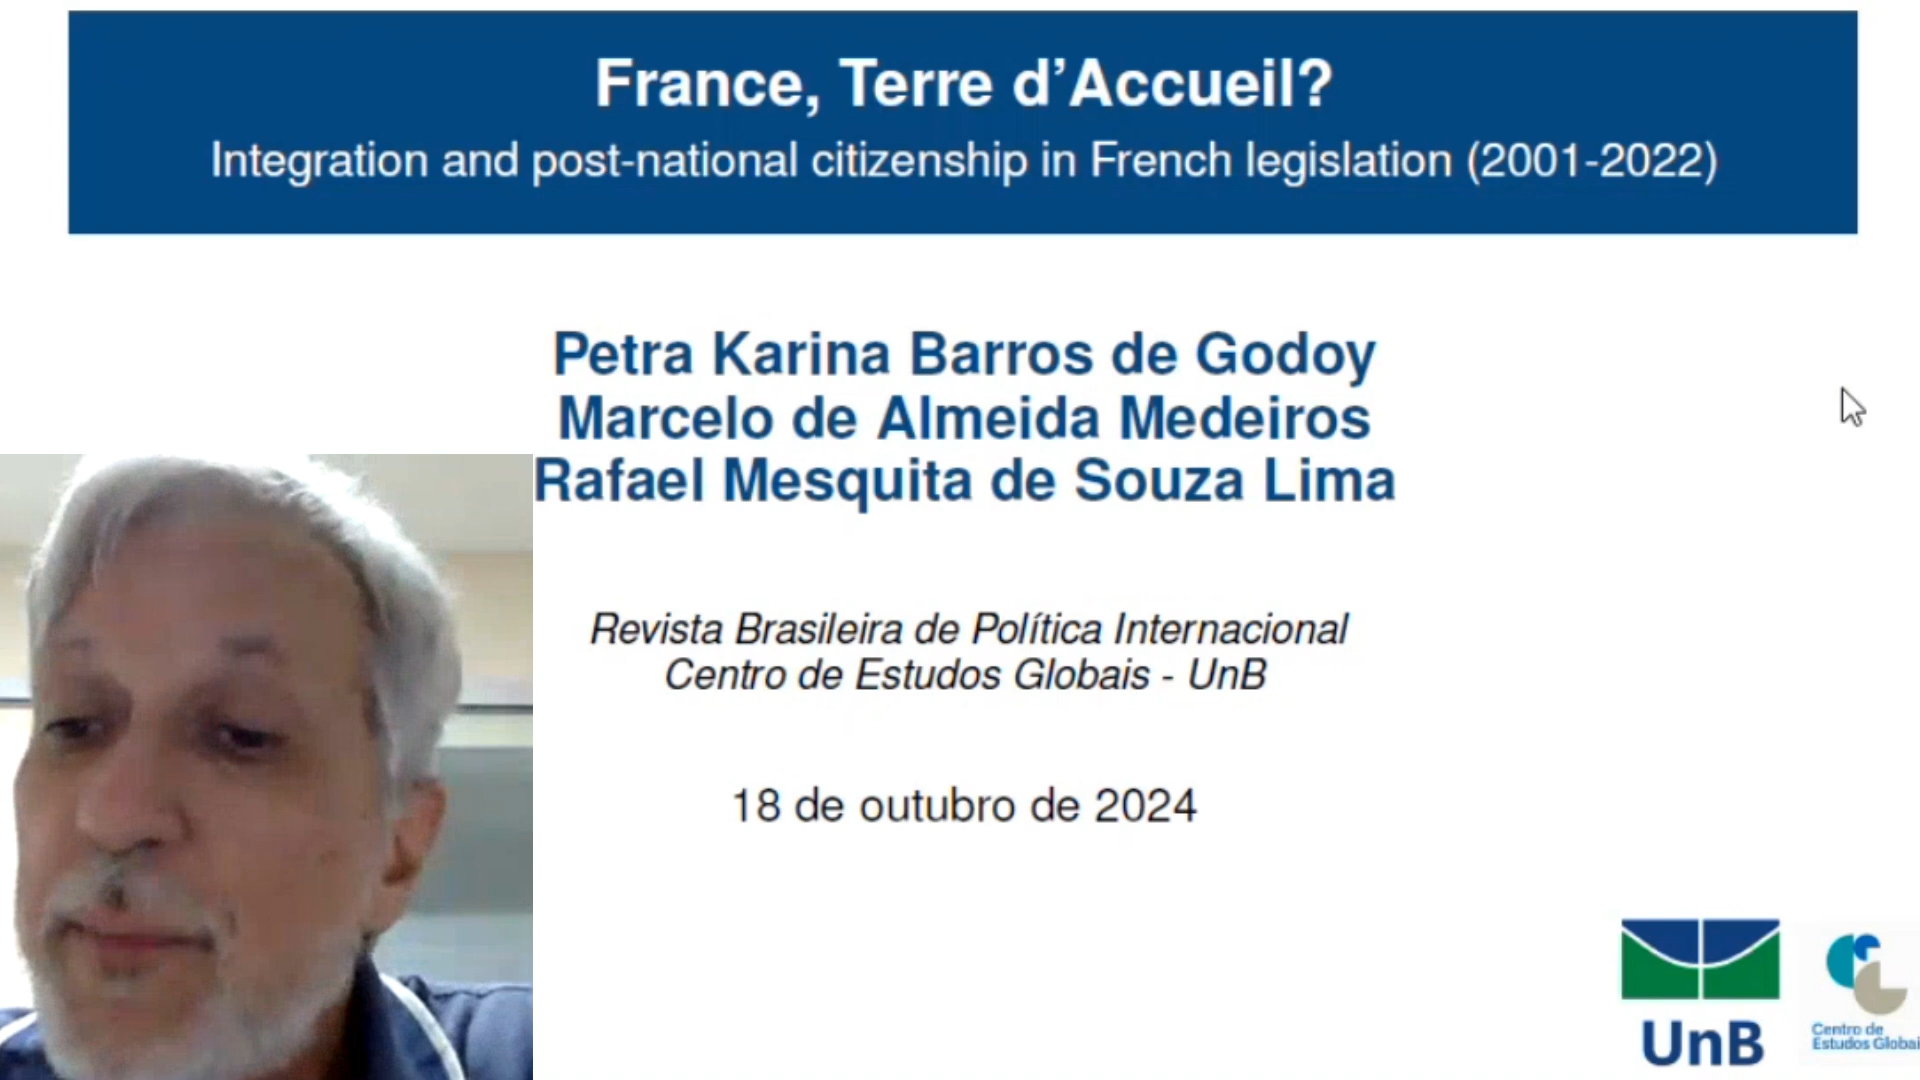 France, Terre d’Accueil?
Integration and post-national citizenship in French legislation (2001-2022)
Petra Karina Barros de Godoy
Marcelo de Almeida Medeiros
Rafael Mesquita de Souza Lima
Revista Brasileira de Política Internacional
Centro de Estudos Globais - UnB
18 de outubro de 2024
UnB
Centro de
Estudos Globai